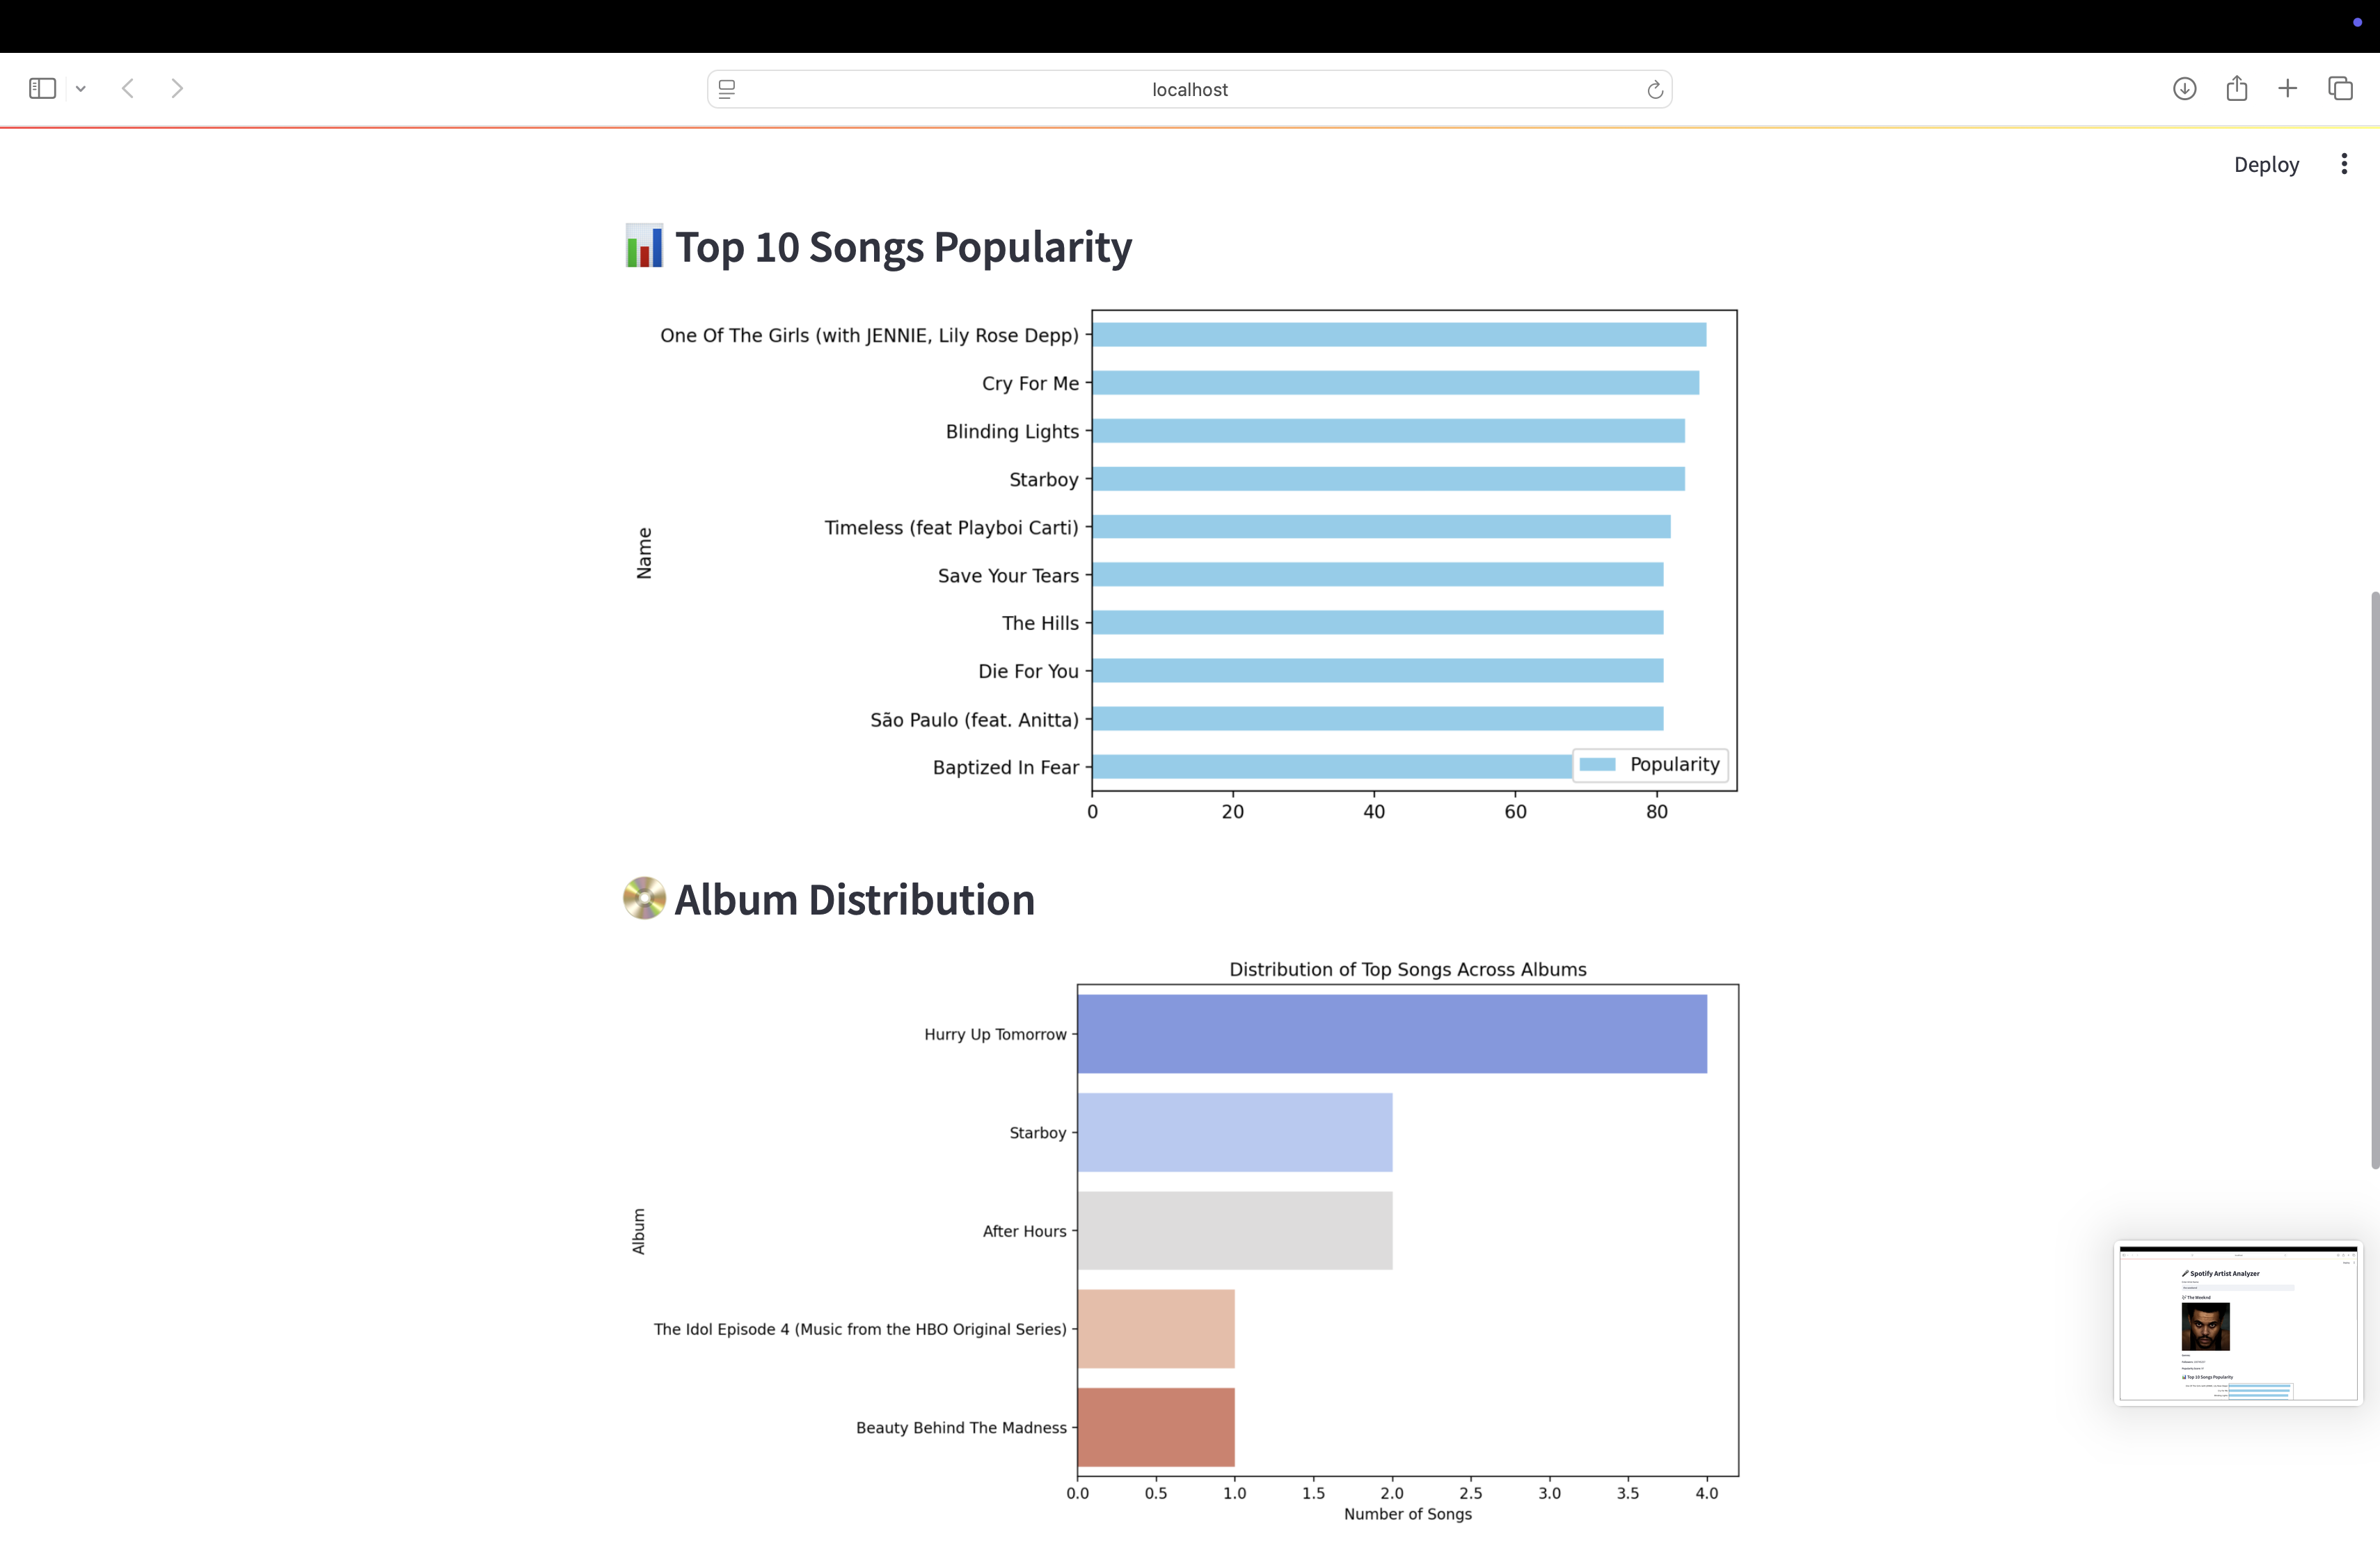 localhost
Deploy
Top 10 Songs Popularity
One Of The Girls (with JENNIE, Lily Rose Depp)
Cry For Me
Blinding Lights
Starboy
Timeless (feat Playboi Carti)
Save Your Tears
The Hills
Die For You
São Paulo (feat. Anitta)
Baptized In Fear
Name
Popularity
0 20 40 60 80
Album Distribution
Distribution of Top Songs Across Albums
Hurry Up Tomorrow
Starboy
After Hours
The Idol Episode 4 (Music from the HBO Original Series)
Beauty Behind The Madness
Album
0.0 0.5 1.0 1.5 2.0 2.5 3.0 3.5 4.0
Number of Songs
Spotify Artist Analyzer
The Weeknd
Top 10 Songs Popularity